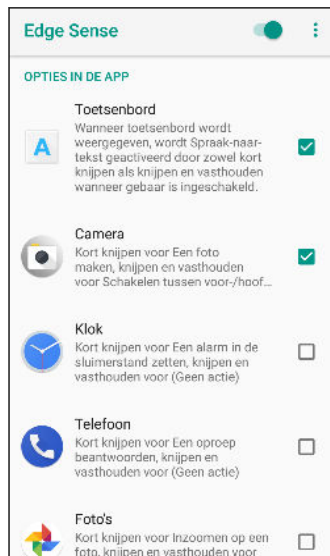 Edge Sense
OPTIES IN DE APP
Toetsenbord
Wanneer toetsenbord wordt
weergegeven, wordt Spraak-naar-
tekst geactiveerd door zowel kort
knijpen als knijpen en vasthouden
wanneer gebaar is ingeschakeld.
A
Camera
Kort knijpen voor Een foto
maken, knijpen en vasthouden
voor Schakelen tussen voor-/hoof...
Klok
Kort knijpen voor Een alarm in de
sluimerstand zetten, knijpen en
vasthouden voor (Geen actie)
Telefoon
Kort knijpen voor Een oproep
beantwoorden, knijpen en
vasthouden voor (Geen actie)
Foto's
Kort knijpen voor Inzoomen op een
foto, knijpen en vasthouden voor